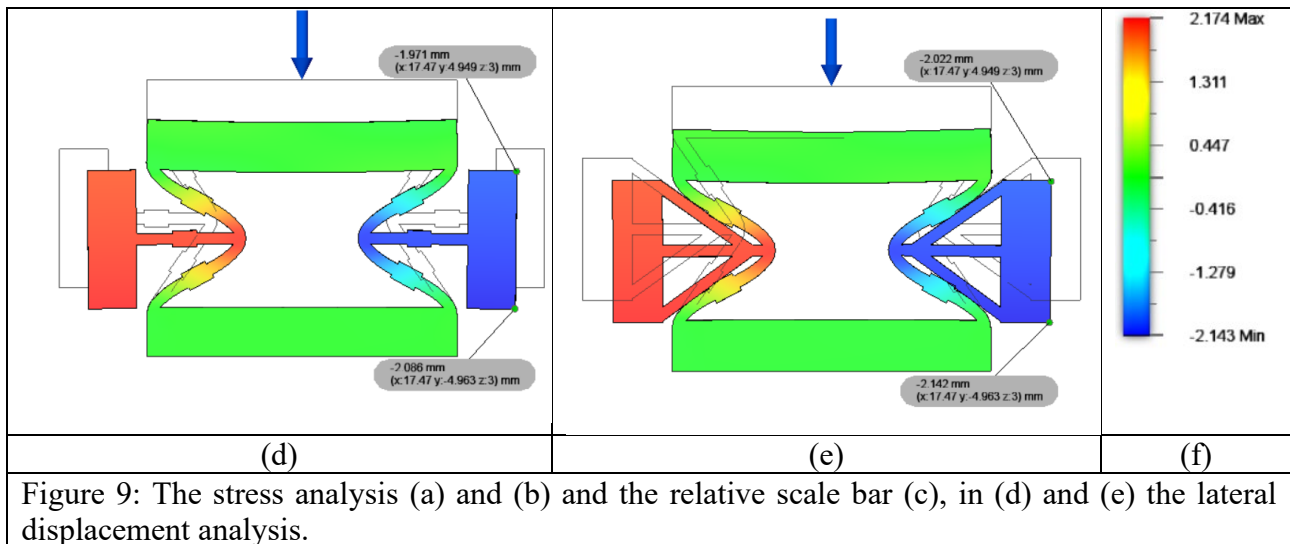 -1.971 mm
(x:17.47 y:4.949 z:3) mm
-2.086 mm
(x:17.47 y:-4.963 z:3) mm
-2.022 mm
(x:17.47 y:4.949 z:3) mm
-2.142 mm
(x:17.47 y:-4.963 z:3) mm
2.174 Max
1.311
0.447
-0.416
-1.279
-2.143 Min
(d)
(e)
(f)
Figure 9: The stress analysis (a) and (b) and the relative scale bar (c), in (d) and (e) the lateral
displacement analysis.